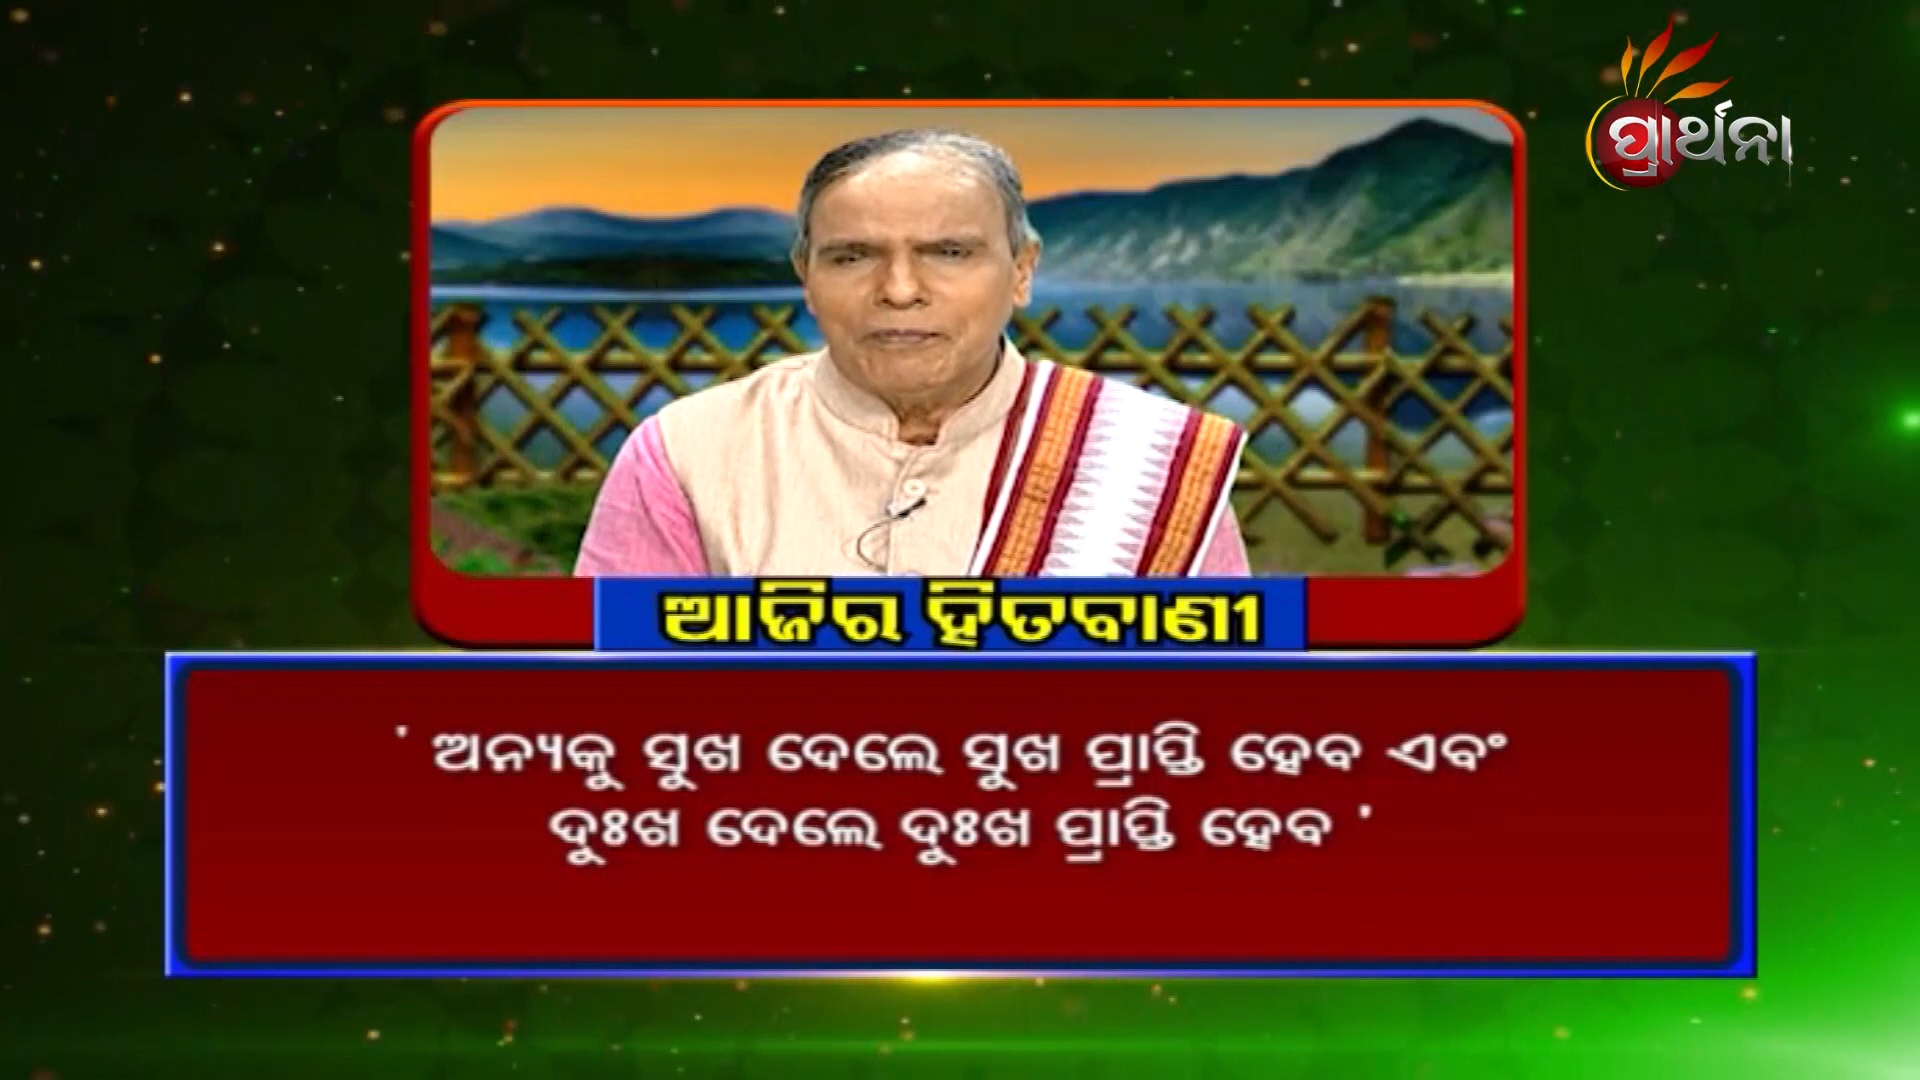 ପ୍ରାର୍ଥନା
ଆଜିର ହିତବାଣୀ
' ଅନ୍ୟକୁ ସୁଖ ଦେଲେ ସୁଖ ପ୍ରାପ୍ତି ହେବ ଏବଂ
ଦୁଃଖ ଦେଲେ ଦୁଃଖ ପ୍ରାପ୍ତି ହେବ '